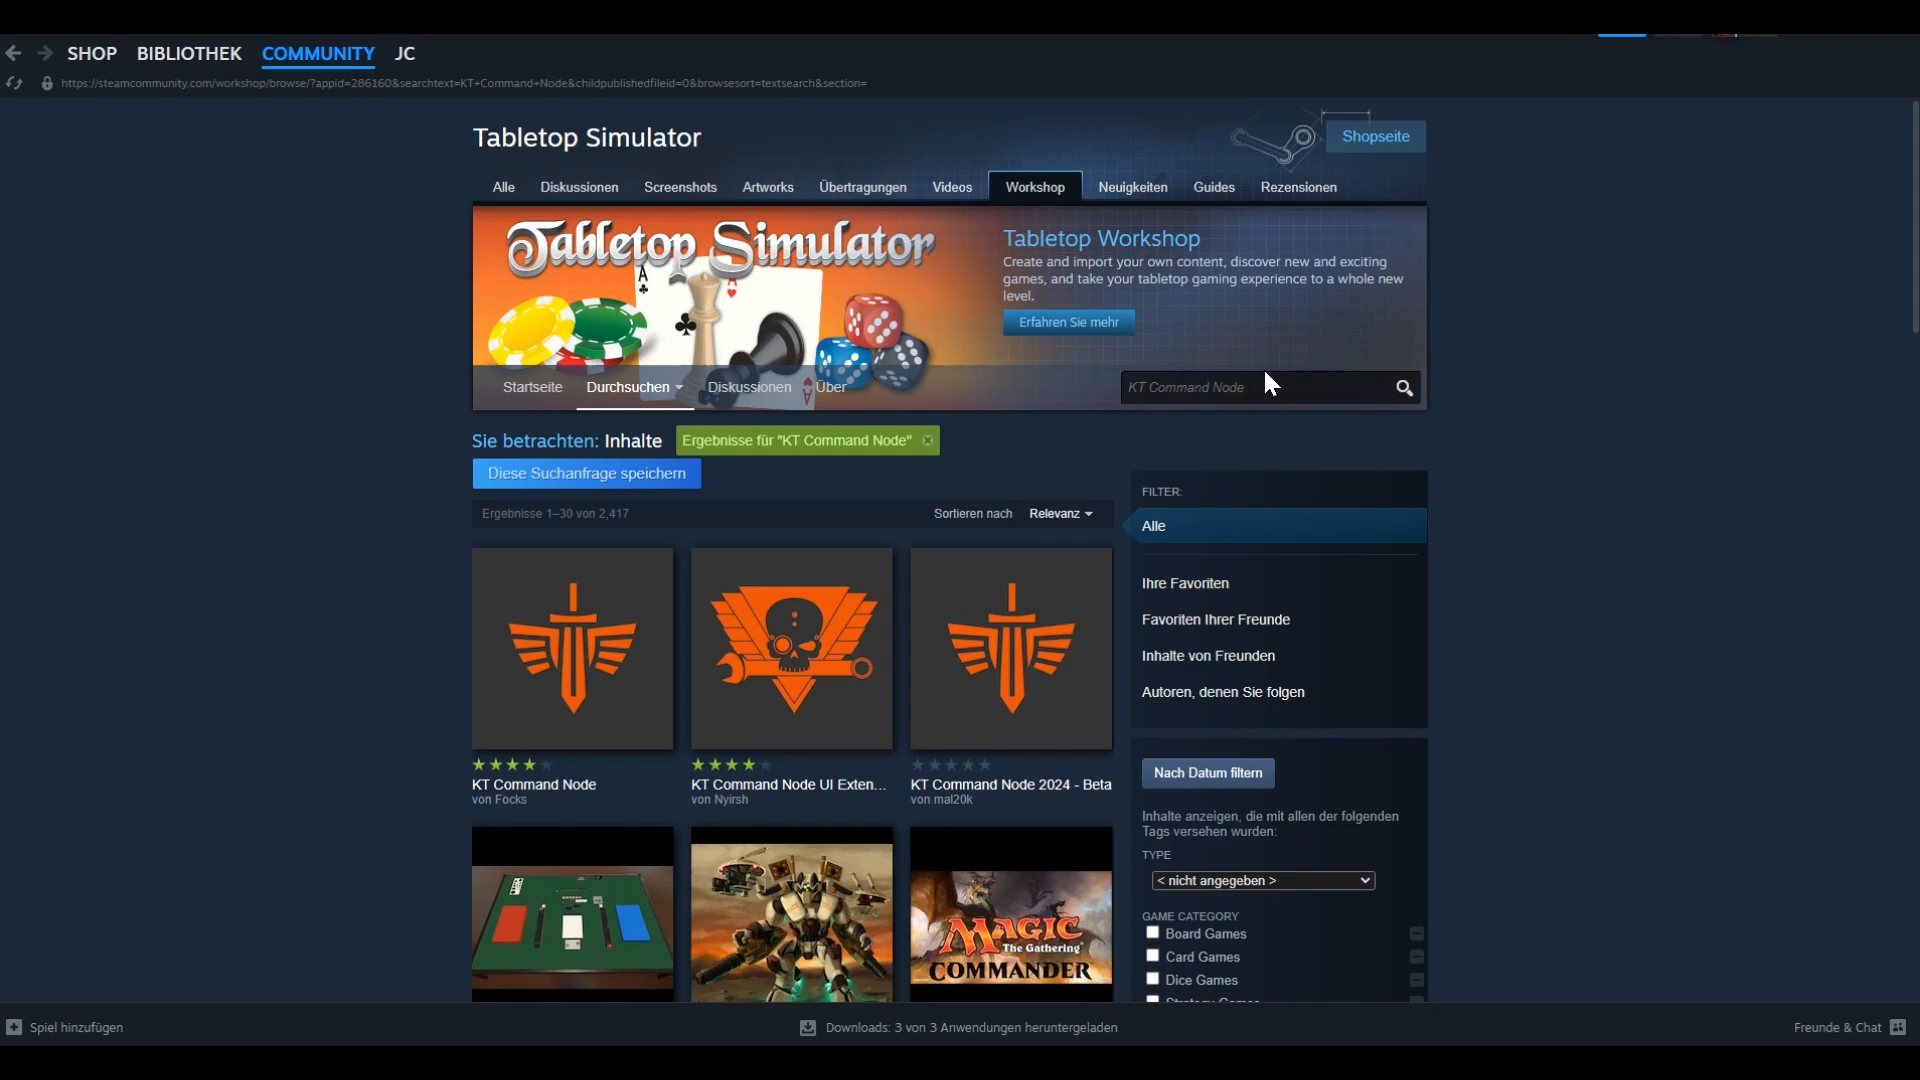 SHOP BIBLIOTHEK COMMUNITY JC
https://steamcommunity.com/workshop/browse/?appid=286160&searchtext=KT+Command+Node&childpublishedfileid=0&browsesort=textsearch&section=
Tabletop Simulator
Shopseite
Alle Diskussionen Screenshots Artworks Übertragungen Videos Workshop Neuigkeiten Guides Rezensionen
Tabletop Simulator
Tabletop Workshop
Create and import your own content, discover new and exciting
games, and take your tabletop gaming experience to a whole new
level.
Erfahren Sie mehr
Startseite Durchsuchen Diskussionen Über
KT Command Node
Sie betrachten: Inhalte Ergebnisse für "KT Command Node"
Diese Suchanfrage speichern
Ergebnisse 1–30 von 2,417
Sortieren nach Relevanz
KT Command Node
von Focks
KT Command Node UI Exten...
von Nyirsh
KT Command Node 2024 - Beta
von mal20k
MAGIC
The Gathering
COMMANDER
FILTER:
Alle
Ihre Favoriten
Favoriten Ihrer Freunde
Inhalte von Freunden
Autoren, denen Sie folgen
Nach Datum filtern
Inhalte anzeigen, die mit allen der folgenden
Tags versehen wurden:
TYPE
< nicht angegeben >
GAME CATEGORY
Board Games
Card Games
Dice Games
Strategy Games
Spiel hinzufügen
Downloads: 3 von 3 Anwendungen heruntergeladen
Freunde & Chat